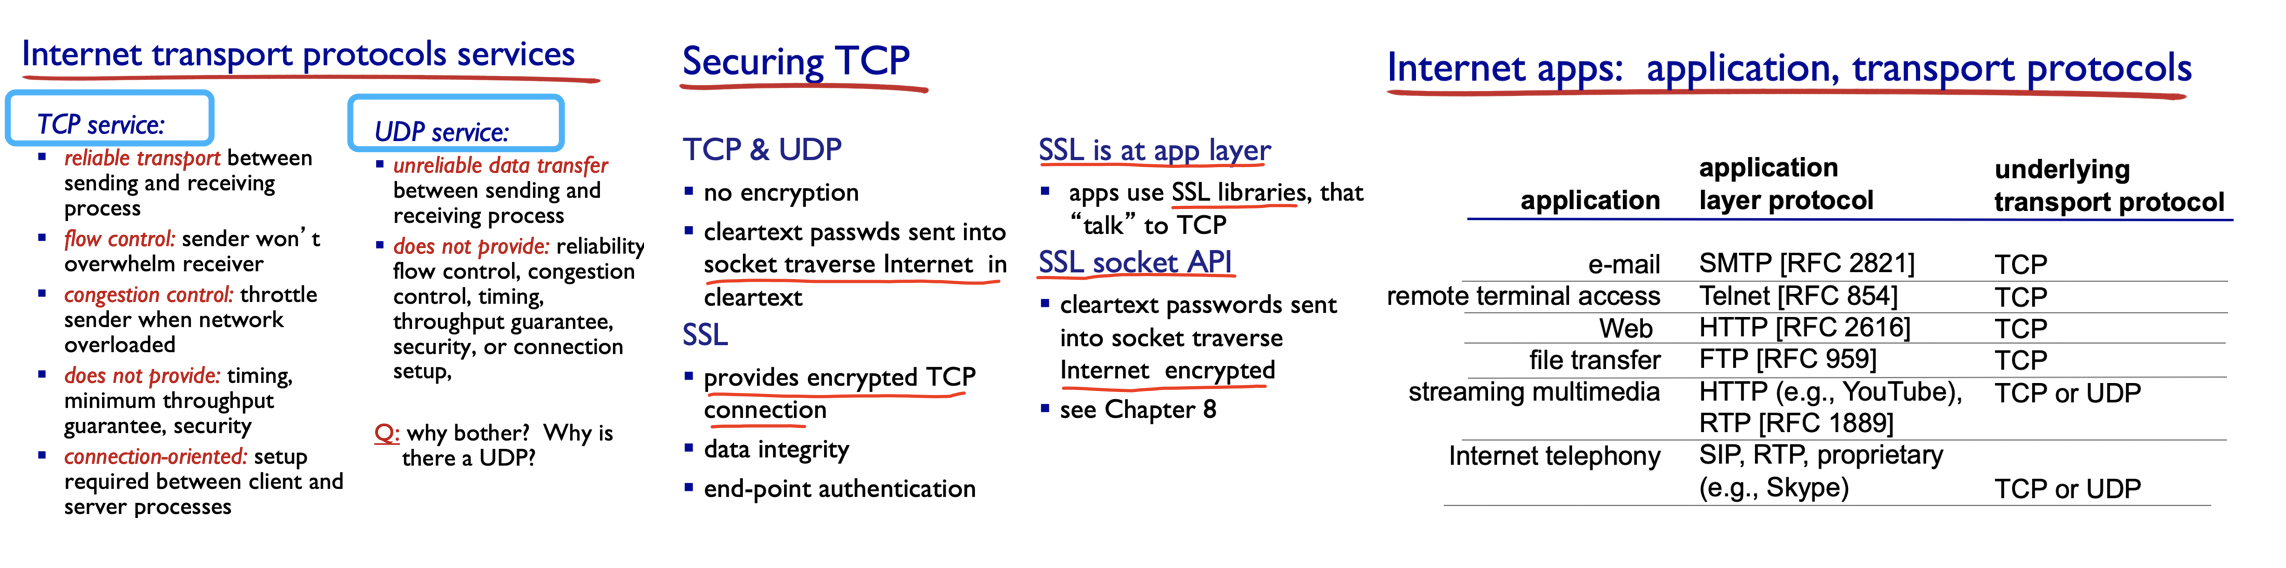 Internet transport protocols services
TCP service:
▪ reliable transport between
sending and receiving
process
▪ flow control: sender won’ t
overwhelm receiver
▪ congestion control: throttle
sender when network
overloaded
▪ does not provide: timing,
minimum throughput
guarantee, security
▪ connection-oriented: setup
required between client and
server processes
UDP service:
▪ unreliable data transfer
between sending and
receiving process
▪ does not provide: reliability
flow control, congestion
control, timing,
throughput guarantee,
security, or connection
setup,
Q: why bother? Why is
there a UDP?
Securing TCP
TCP & UDP
▪ no encryption
▪ cleartext passwds sent into
socket traverse Internet in
cleartext
SSL
▪ provides encrypted TCP
connection
▪ data integrity
▪ end-point authentication
SSL is at app layer
▪ apps use SSL libraries, that
“talk” to TCP
SSL socket API
▪ cleartext passwords sent
into socket traverse
Internet encrypted
▪ see Chapter 8
Internet apps: application, transport protocols
application
application
layer protocol
underlying
transport protocol
e-mail SMTP [RFC 2821] TCP
remote terminal access Telnet [RFC 854] TCP
Web HTTP [RFC 2616] TCP
file transfer FTP [RFC 959] TCP
streaming multimedia HTTP (e.g., YouTube), TCP or UDP
RTP [RFC 1889]
Internet telephony SIP, RTP, proprietary
(e.g., Skype) TCP or UDP